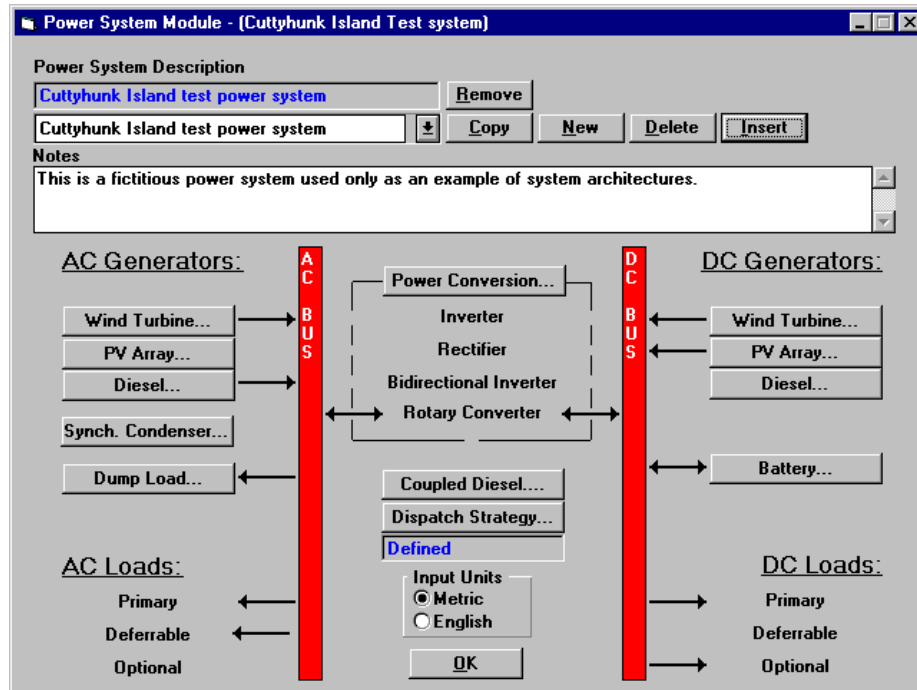 Power System Module - (Cuttyhunk Island Test system)
Power System Description
Cuttyhunk Island test power system
Remove
Cuttyhunk Island test power system
Copy
New
Delete
Insert
Notes
This is a fictitious power system used only as an example of system architectures.
AC Generators:
Wind Turbine...
PV Array...
Diesel...
Synch. Condenser...
Dump Load...
AC Loads:
Primary
Deferrable
Optional
AC BUS
Power Conversion...
Inverter
Rectifier
Bidirectional Inverter
Rotary Converter
Coupled Diesel....
Dispatch Strategy...
Defined
Input Units
Metric
English
OK
DC BUS
DC Generators:
Wind Turbine...
PV Array...
Diesel...
Battery...
DC Loads:
Primary
Deferrable
Optional